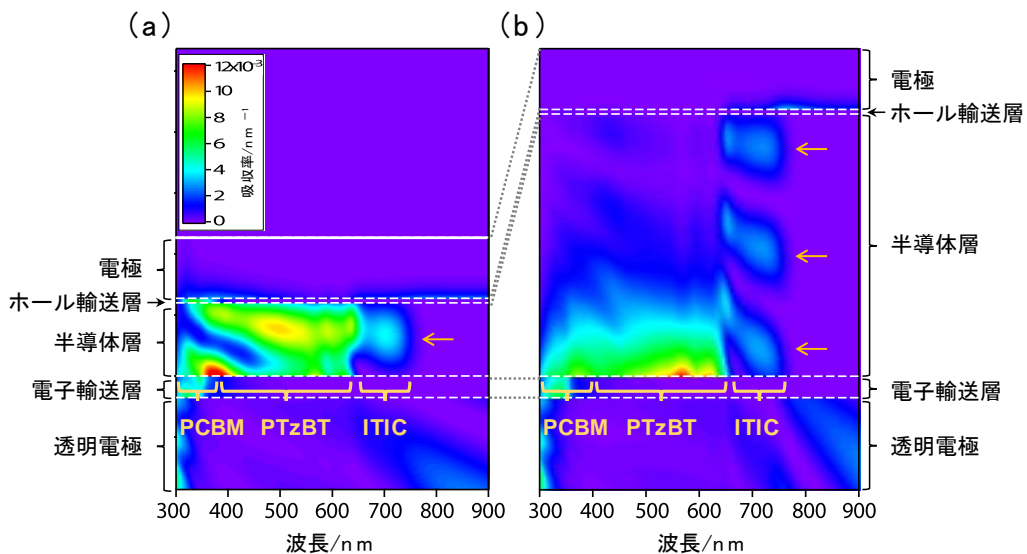 (a)
(b)
12×10⁻³
10
8
6
4
2
0
吸収率/nm⁻¹
電極
ホール輸送層
半導体層
電子輸送層
透明電極
PCBM PTzBT ITIC
300 400 500 600 700 800 900
波長/nm
電極
ホール輸送層
半導体層
電子輸送層
透明電極
PCBM PTzBT ITIC
300 400 500 600 700 800 900
波長/nm